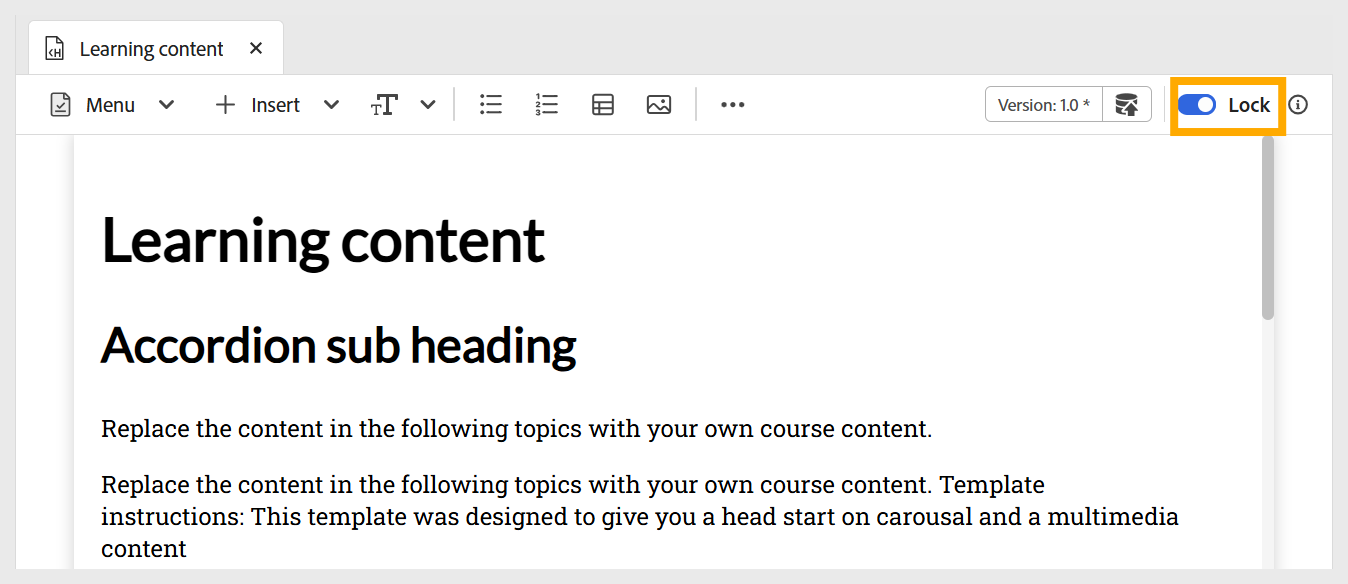 Learning content
Menu Insert Version: 1.0 * Lock
Learning content
Accordion sub heading
Replace the content in the following topics with your own course content.
Replace the content in the following topics with your own course content. Template
instructions: This template was designed to give you a head start on carousal and a multimedia
content